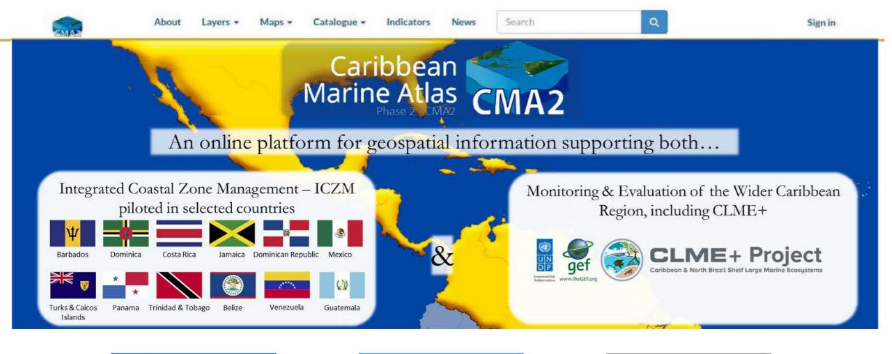 CMA2
About Layers Maps Catalogue Indicators News Search Sign in
Caribbean
Marine Atlas
Phase 2 - CMA2
CMA2
An online platform for geospatial information supporting both…
Integrated Coastal Zone Management – ICZM
piloted in selected countries
Barbados Dominica Costa Rica Jamaica Dominican Republic Mexico
Turks & Caicos Panama Trinidad & Tobago Belize Venezuela Guatemala
Islands
&
Monitoring & Evaluation of the Wider Caribbean
Region, including CLME+
U N
D P
gef
www.theGEF.org
CLME+ Project
Caribbean & North Brazil Shelf Large Marine Ecosystems